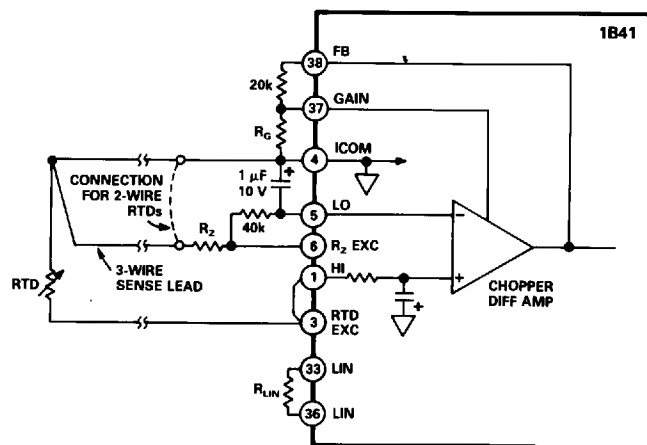 1B41
FB
38
20k
37
GAIN
R_G
4
ICOM
CONNECTION
FOR 2-WIRE
RTDs
1 µF
10 V
+
5
LO
−
40k
R_Z
6
R_Z EXC
1
HI
+
+
CHOPPER
DIFF AMP
3-WIRE
SENSE LEAD
RTD
3
RTD
EXC
33
LIN
R_LIN
36
LIN